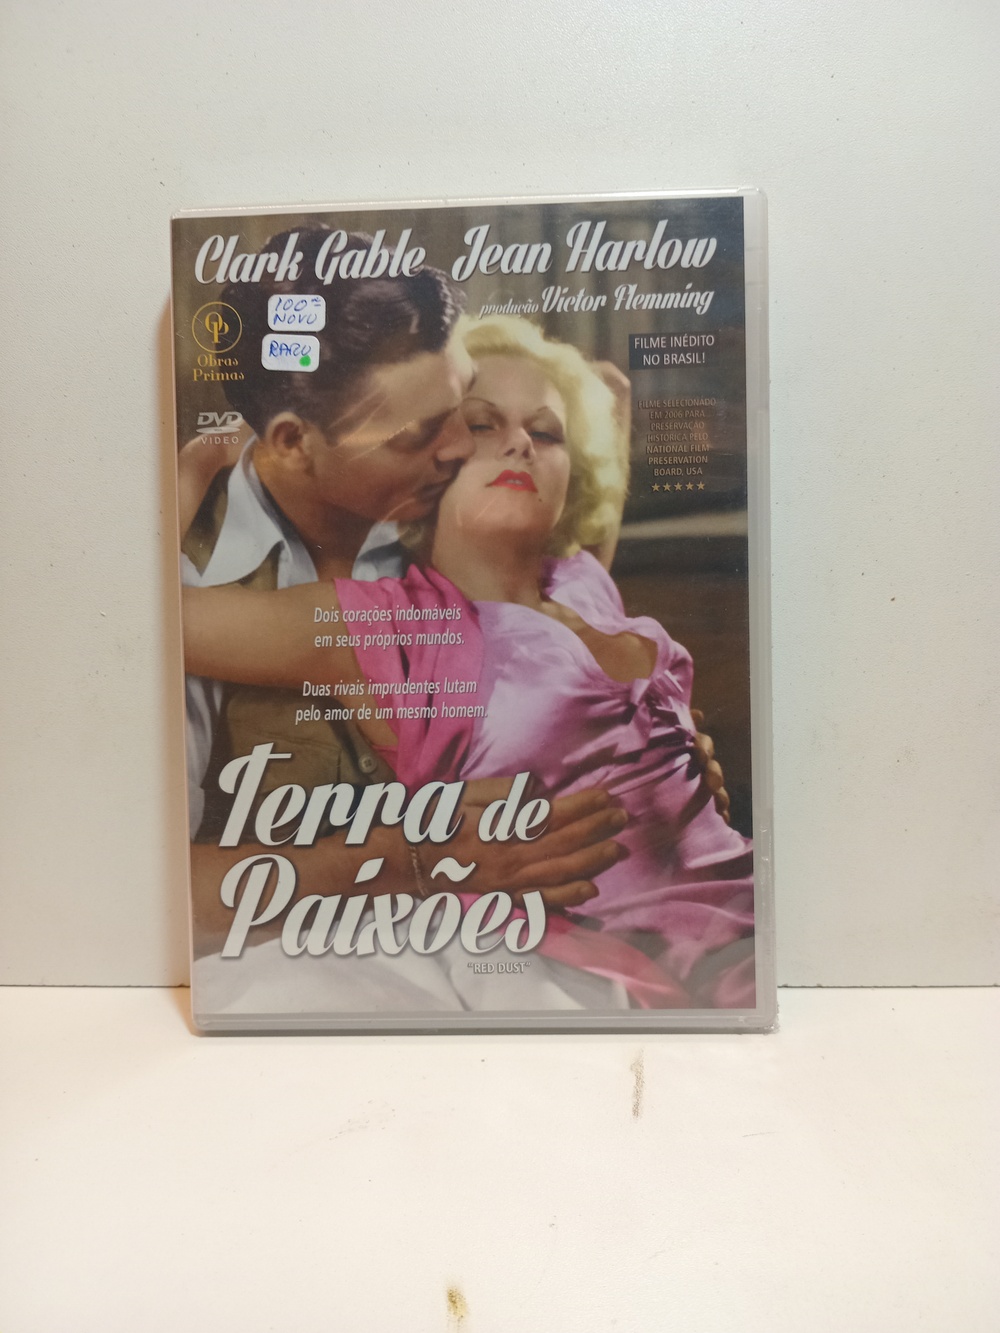 Clark Gable Jean Harlow
produção Victor Flemming
100=
NOVO
RARO
OP
Obras
Primas
DVD
VIDEO
FILME INÉDITO
NO BRASIL!
FILME SELECIONADO
EM 2006 PARA
PRESERVAÇÃO
HISTÓRICA PELO
NATIONAL FILM
PRESERVATION
BOARD, USA
Dois corações indomáveis
em seus próprios mundos.
Duas rivais imprudentes lutam
pelo amor de um mesmo homem.
Terra de
Paixões
"RED DUST"